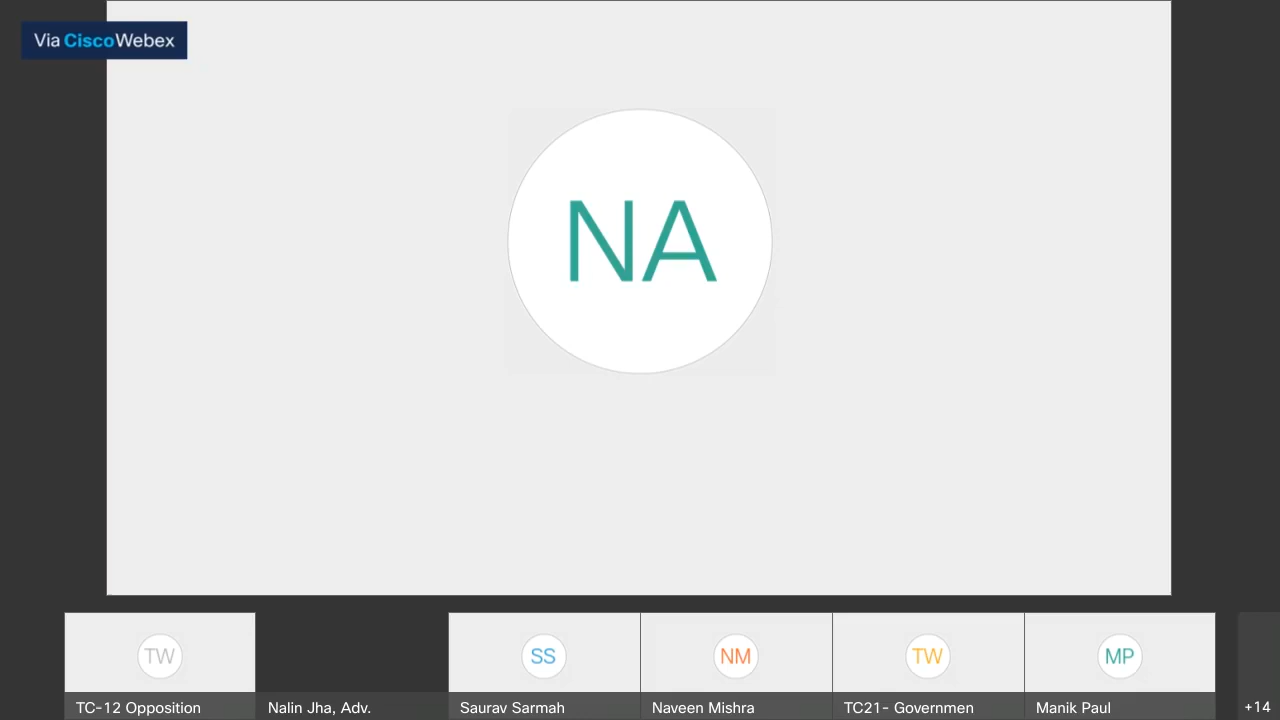 Via CiscoWebex
NA
TW
SS
NM
TW
MP
TC-12 Opposition
Nalin Jha, Adv.
Saurav Sarmah
Naveen Mishra
TC21- Governmen
Manik Paul
+14